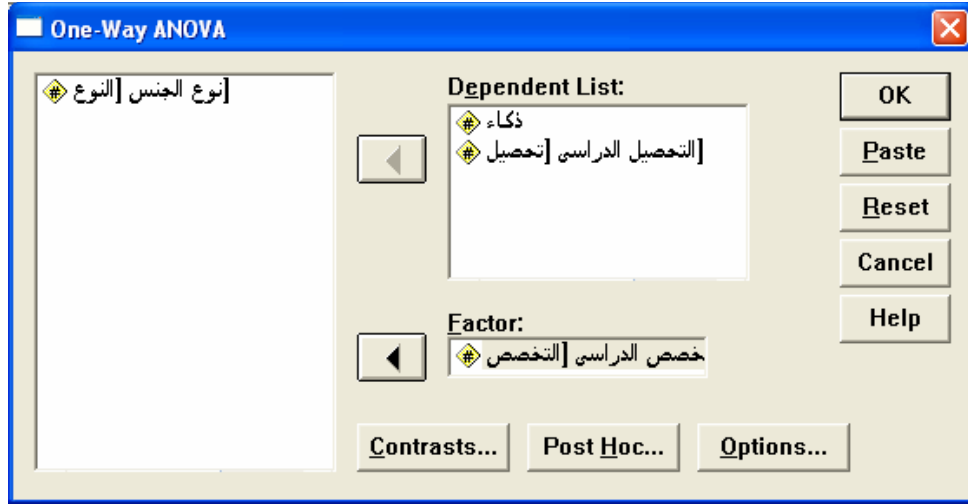 One-Way ANOVA
نوع الجنس [النوع]
Dependent List:
ذكاء
التحصيل الدراسى [تحصيل]
Factor:
خصص الدراسى [التخصص
OK
Paste
Reset
Cancel
Help
Contrasts...
Post Hoc...
Options...